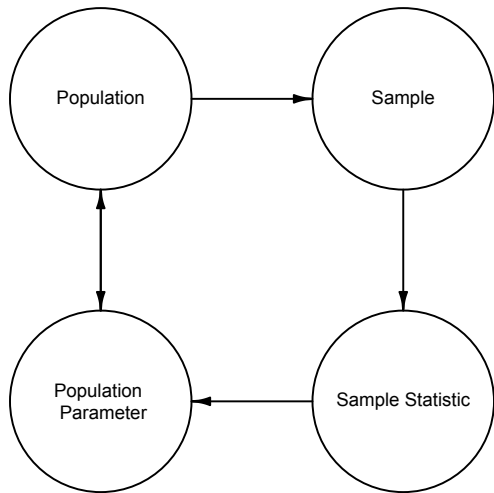 Population
Sample
Population
Parameter
Sample Statistic